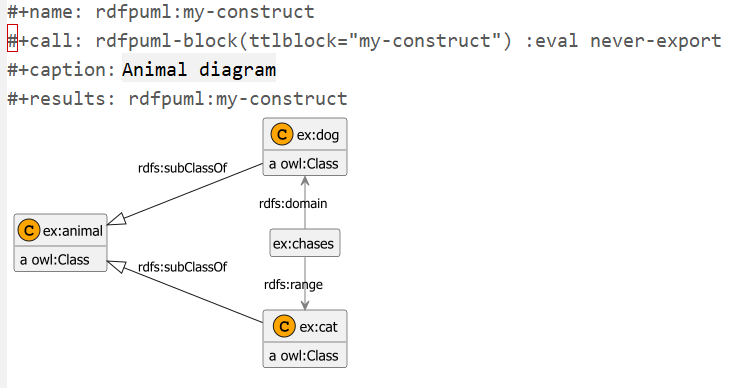 #+name: rdfpuml:my-construct
#+call: rdfpuml-block(ttlblock="my-construct") :eval never-export
#+caption: Animal diagram
#+results: rdfpuml:my-construct
C ex:dog
a owl:Class
rdfs:subClassOf
rdfs:domain
C ex:animal
a owl:Class
ex:chases
rdfs:subClassOf
rdfs:range
C ex:cat
a owl:Class